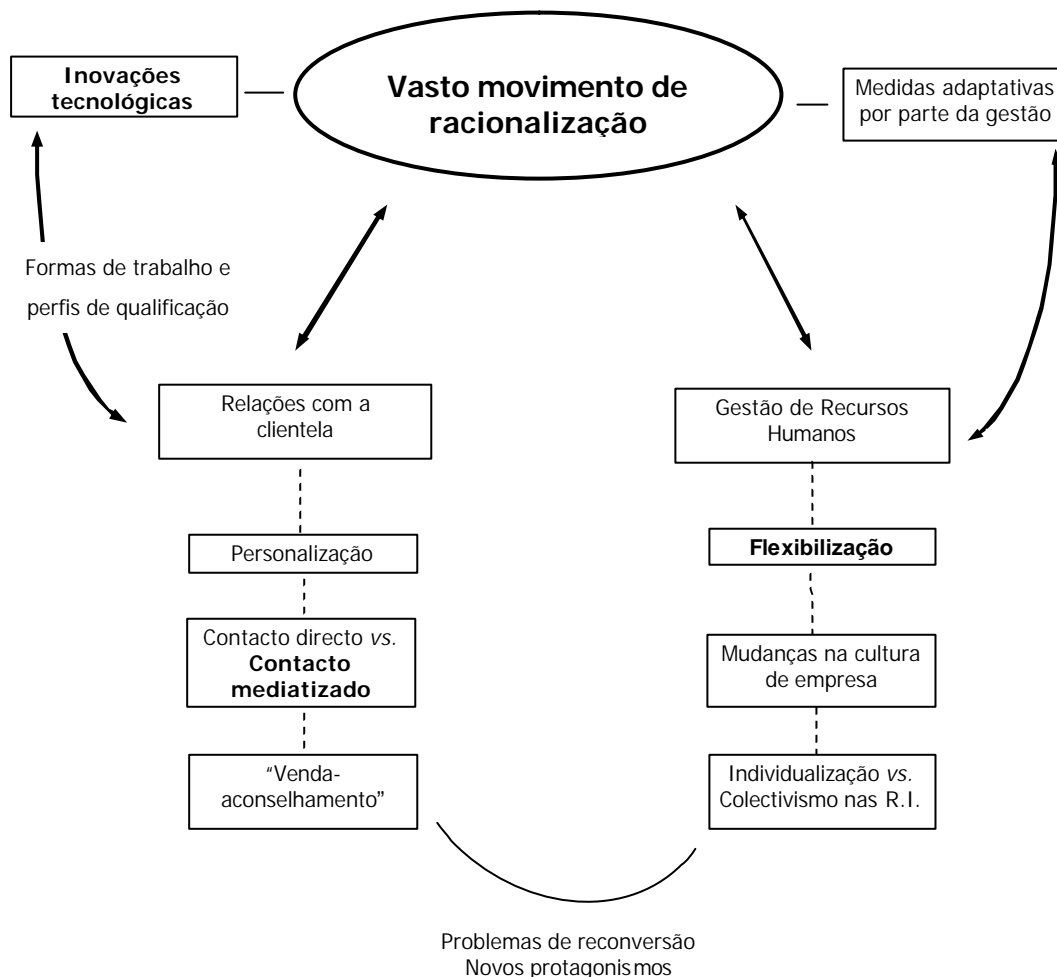 Inovações
tecnológicas
Vasto movimento de
racionalização
Medidas adaptativas
por parte da gestão
Formas de trabalho e
perfis de qualificação
Relações com a
clientela
Gestão de Recursos
Humanos
Personalização
Flexibilização
Contacto directo vs.
Contacto
mediatizado
Mudanças na cultura
de empresa
“Venda-
aconselhamento”
Individualização vs.
Colectivismo nas R.I.
Problemas de reconversão
Novos protagonismos